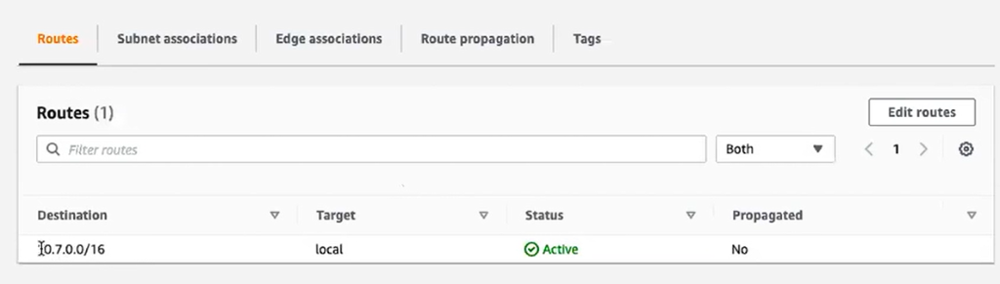 Routes Subnet associations Edge associations Route propagation Tags
Routes (1) Edit routes
Filter routes Both 1
Destination Target Status Propagated
10.7.0.0/16 local Active No